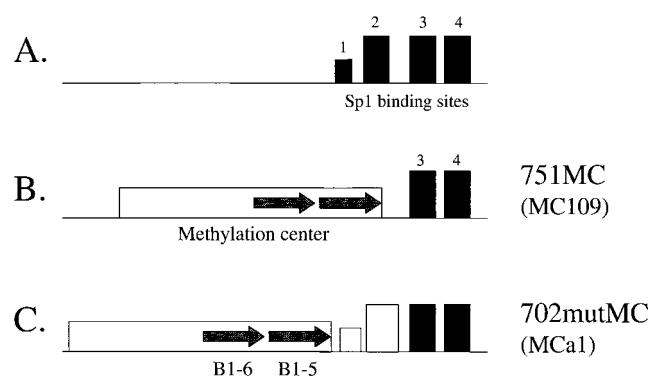 A.
1 2 3 4
Sp1 binding sites
B.
3 4
751MC
(MC109)
Methylation center
C.
702mutMC
(MCa1)
B1-6 B1-5